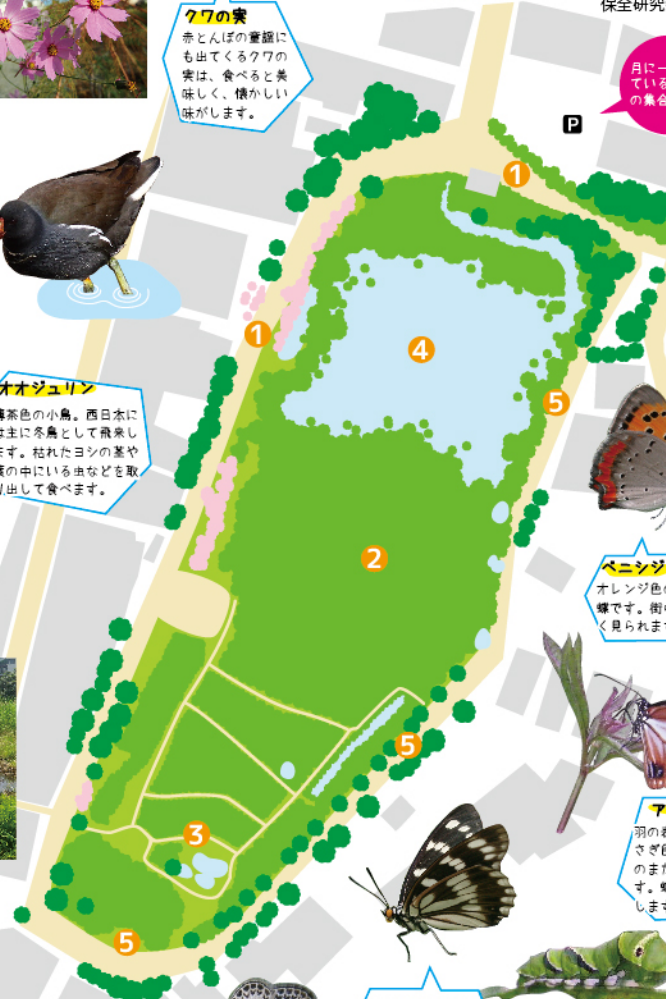 保全研究
クワの実
赤とんぼの童謡に
も出てくるクワの
実は、食べると美
味しく、懐かしい
味がします。
月に一
ている
の集合
P
1
1
4
5
オオジュリン
茶色の小鳥。西日本に
は主に冬鳥として飛来し
ます。枯れたヨシの茎や
の中にいる虫などを取
り出して食べます。
2
ベニシジ
オレンジ色の
蝶です。街
く見られます
5
3
5
ア
羽の
さぎ
のまだ
す。
します